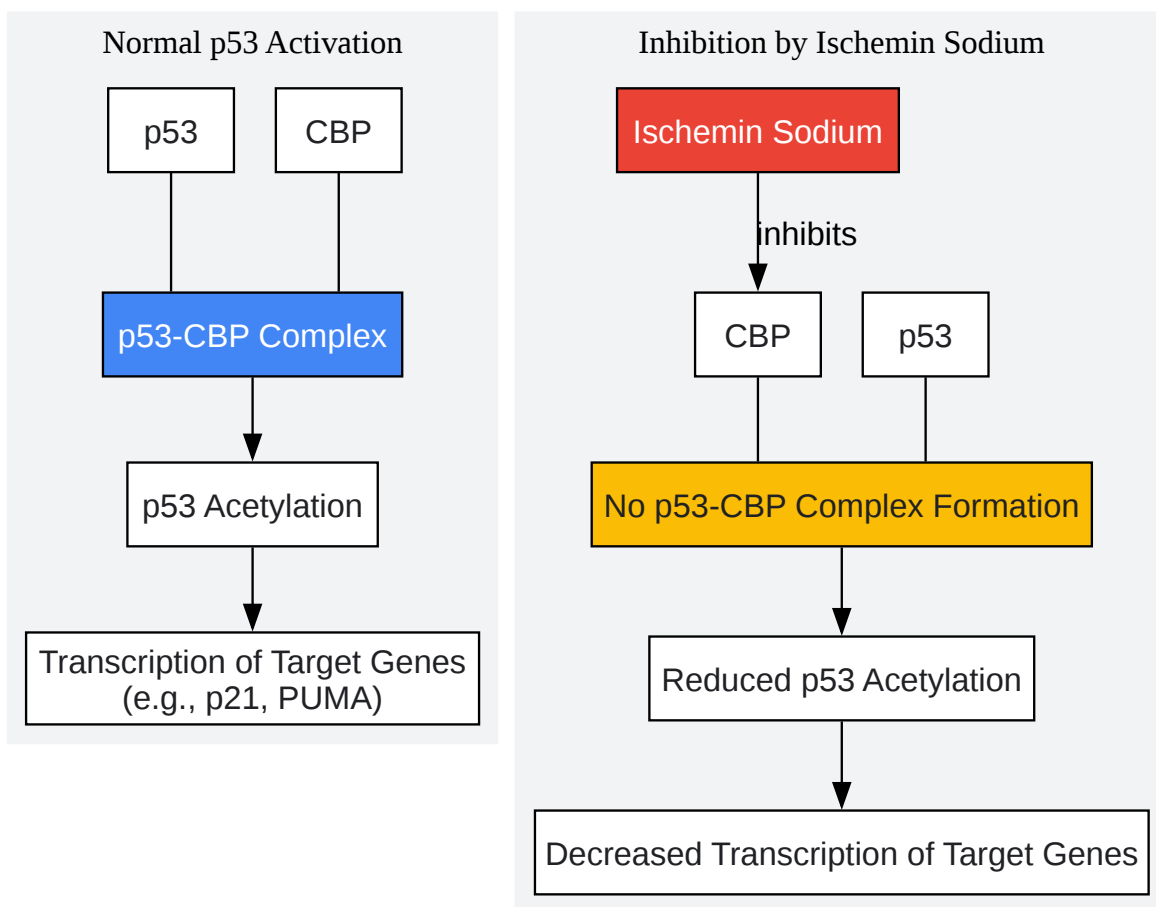 Normal p53 Activation
p53
CBP
p53-CBP Complex
p53 Acetylation
Transcription of Target Genes
(e.g., p21, PUMA)
Inhibition by Ischemin Sodium
Ischemin Sodium
inhibits
CBP
p53
No p53-CBP Complex Formation
Reduced p53 Acetylation
Decreased Transcription of Target Genes